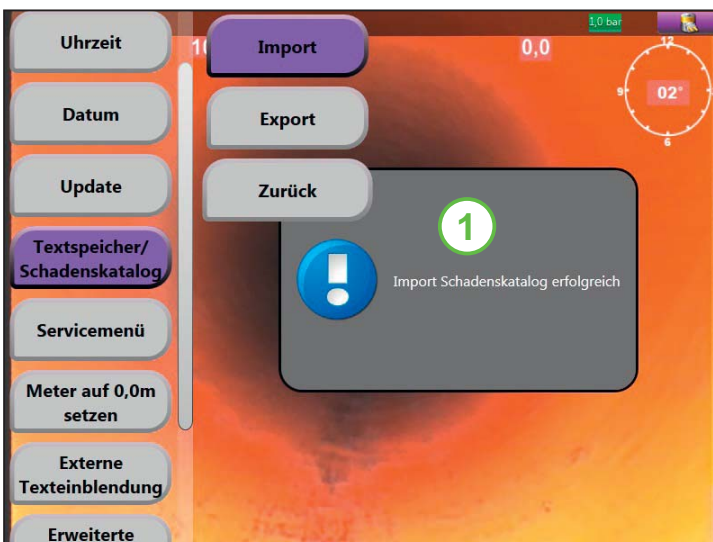 1,0 bar
Uhrzeit
Import
0,0
12
9
02°
6
Datum
Export
Update
Zurück
1
Textspeicher/
Schadenskatalog
Import Schadenskatalog erfolgreich
Servicemenü
Meter auf 0,0m
setzen
Externe
Texteinblendung
Erweiterte